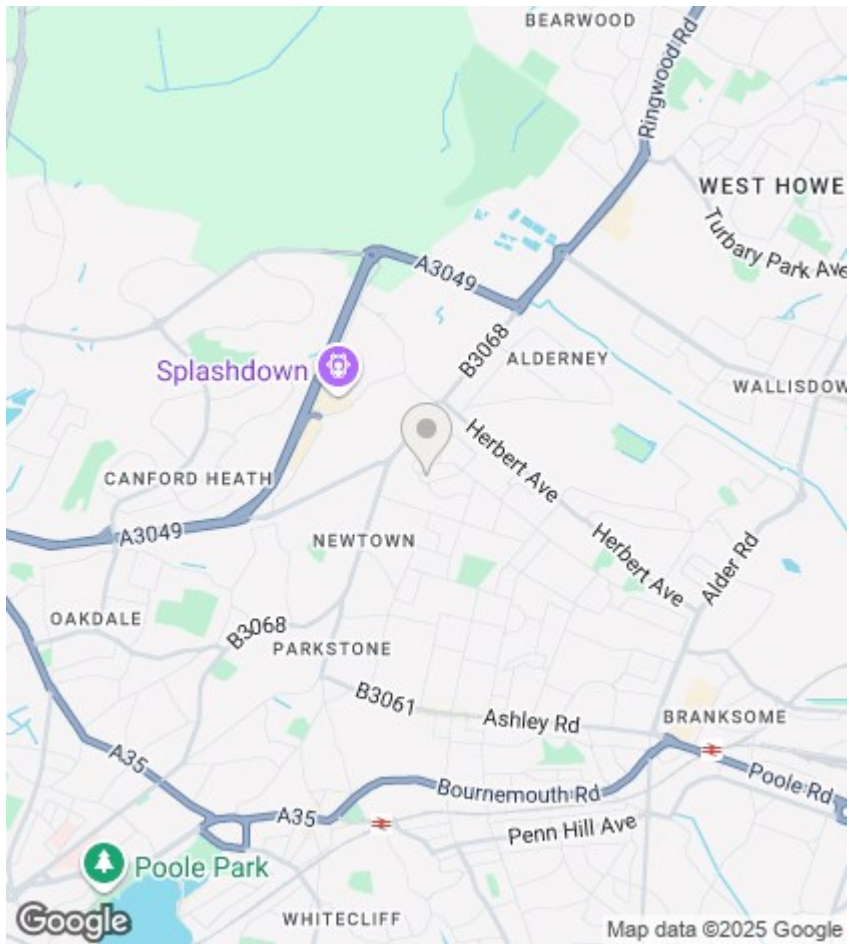 BEARWOOD
Ringwood Rd
WEST HOWE
Turbary Park Ave
A3049
B3068
ALDERNEY
Splashdown
WALLISDOW
Herbert Ave
CANFORD HEATH
A3049
NEWTOWN
Herbert Ave
Alder Rd
OAKDALE
B3068
PARKSTONE
B3061
Ashley Rd
BRANKSOME
A35
A35
Bournemouth Rd
Poole Rd
Penn Hill Ave
Poole Park
WHITECLIFF
Google
Map data ©2025 Google